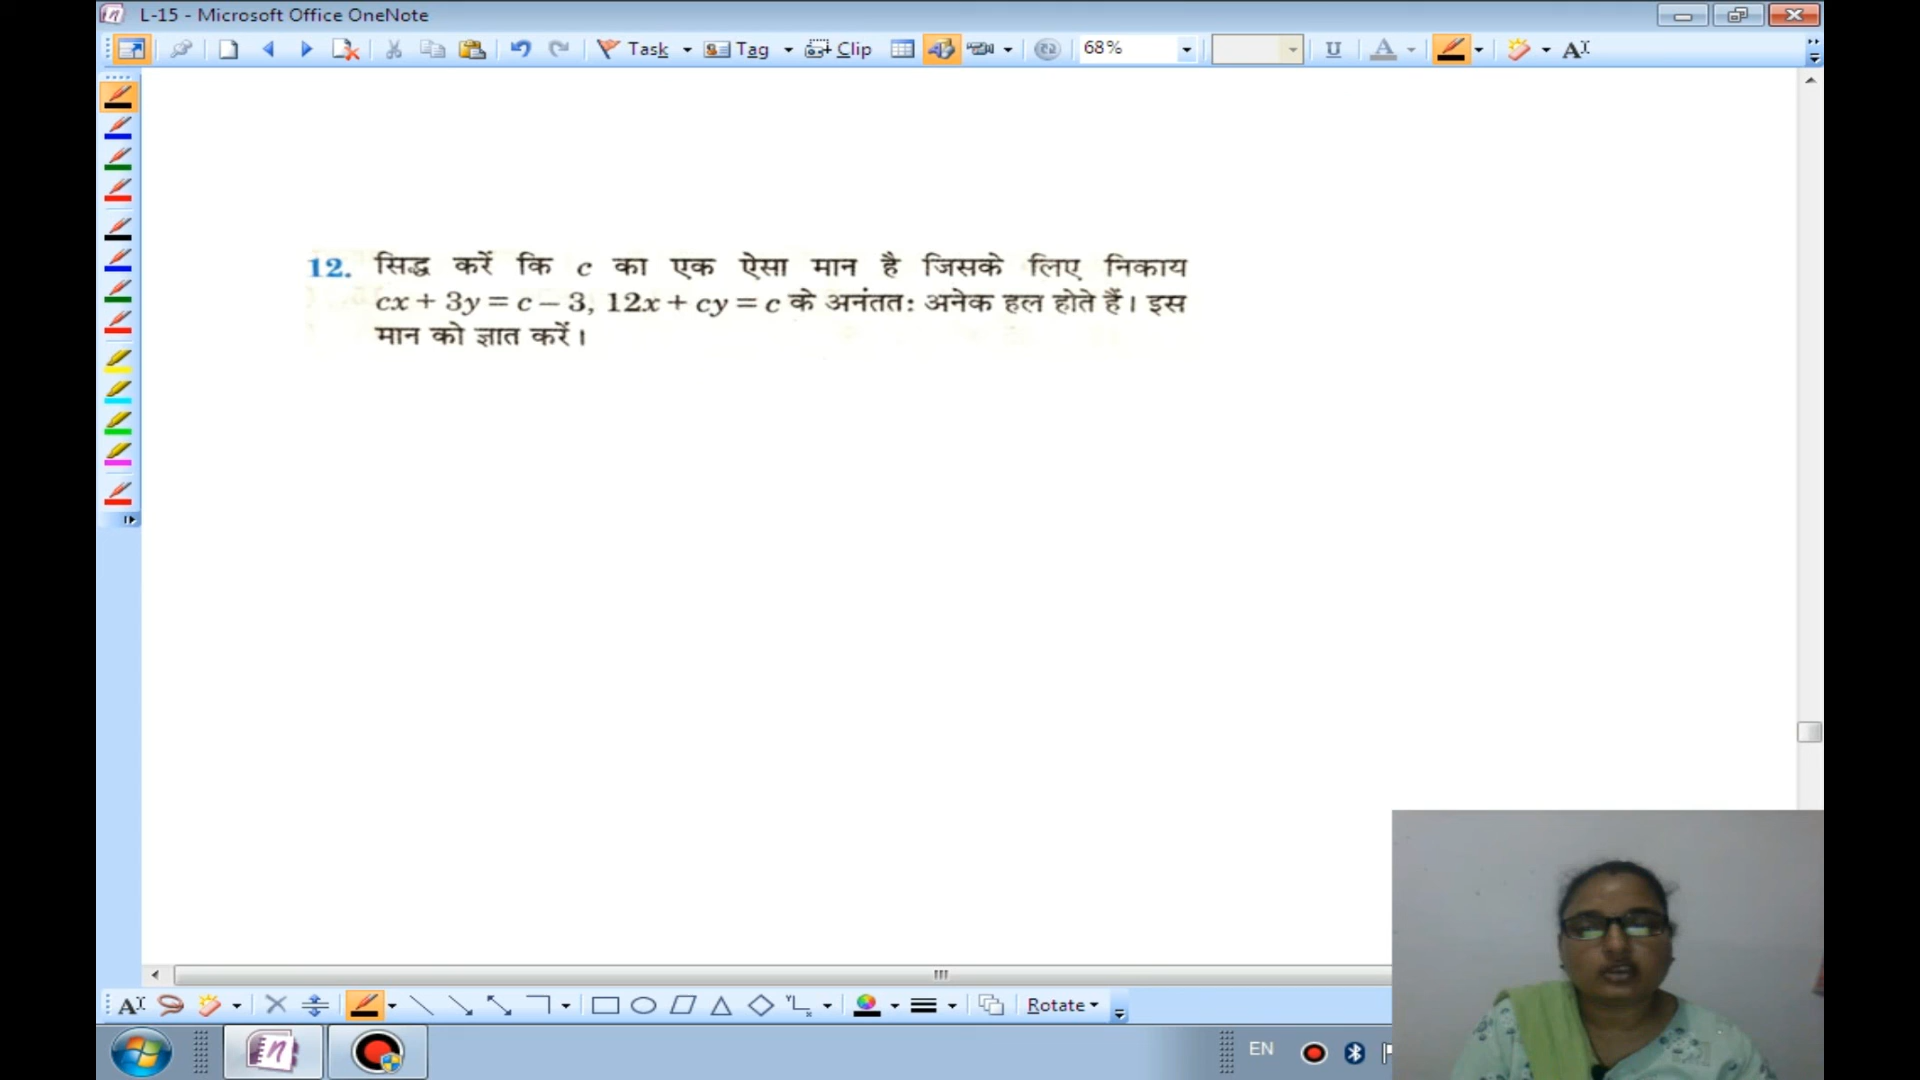 L-15 - Microsoft Office OneNote
Task Tag Clip 68% U A A
12. सिद्ध करें कि c का एक ऐसा मान है जिसके लिए निकाय
cx + 3y = c – 3, 12x + cy = c के अनंतत: अनेक हल होते हैं। इस
मान को ज्ञात करें।
A Rotate
EN